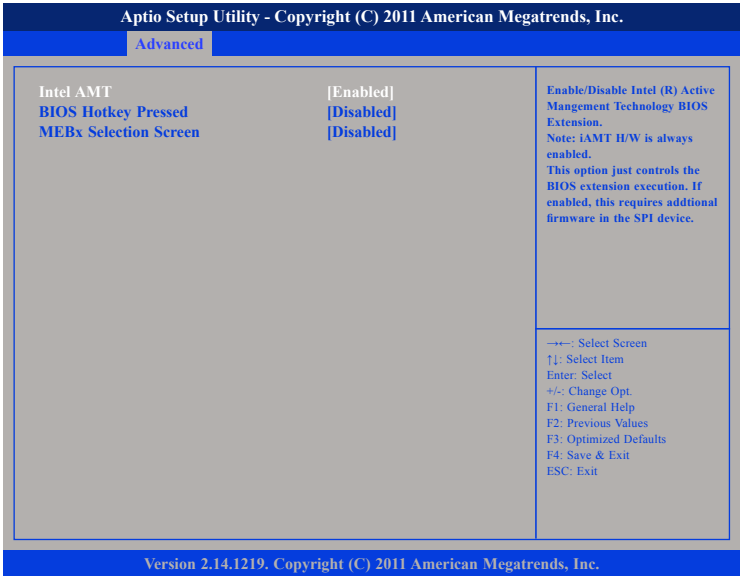 Aptio Setup Utility - Copyright (C) 2011 American Megatrends, Inc.
Advanced
Intel AMT [Enabled]
BIOS Hotkey Pressed [Disabled]
MEBx Selection Screen [Disabled]
Enable/Disable Intel (R) Active
Mangement Technology BIOS
Extension.
Note: iAMT H/W is always
enabled.
This option just controls the
BIOS extension execution. If
enabled, this requires addtional
firmware in the SPI device.
→←: Select Screen
↑↓: Select Item
Enter: Select
+/-: Change Opt.
F1: General Help
F2: Previous Values
F3: Optimized Defaults
F4: Save & Exit
ESC: Exit
Version 2.14.1219. Copyright (C) 2011 American Megatrends, Inc.